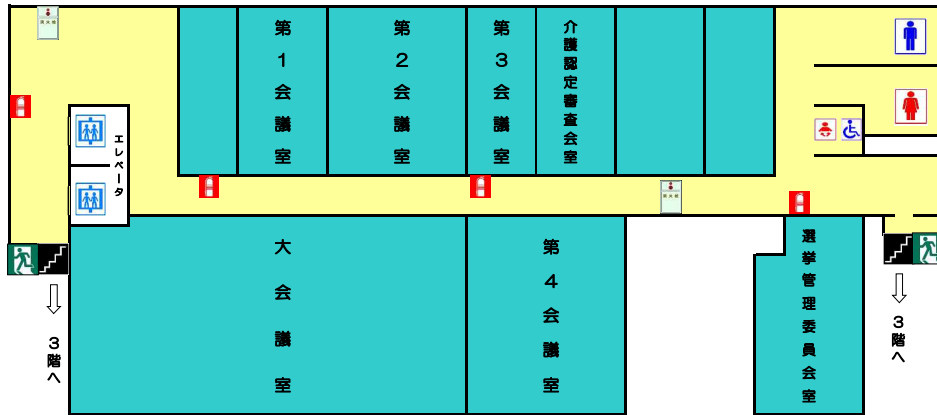 第1会議室
第2会議室
第3会議室
介護認定審査会室
エレベータ
大会議室
第4会議室
選挙管理委員会室
3階へ
3階へ